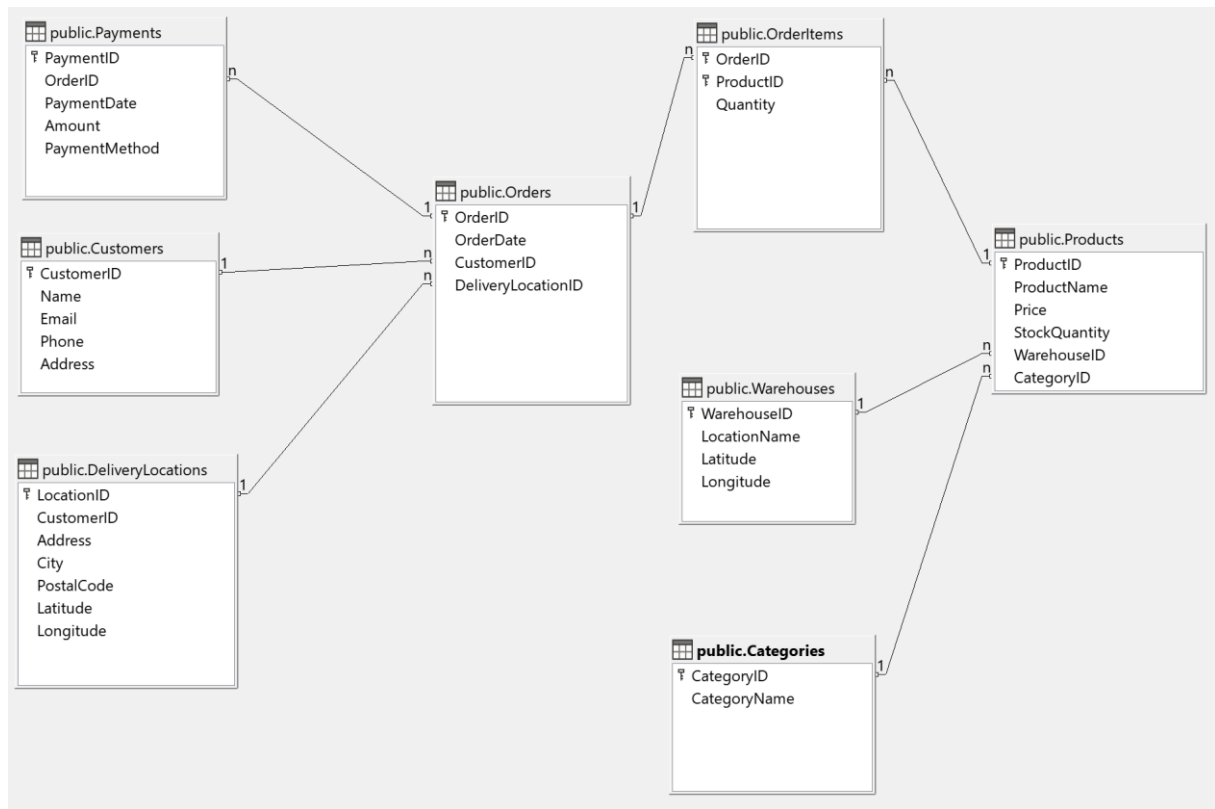 public.Payments
PaymentID
OrderID
PaymentDate
Amount
PaymentMethod
n
public.Customers
CustomerID
Name
Email
Phone
Address
1
public.DeliveryLocations
LocationID
CustomerID
Address
City
PostalCode
Latitude
Longitude
1
public.Orders
1
OrderID
1
OrderDate
n
CustomerID
n
DeliveryLocationID
public.OrderItems
n
OrderID
ProductID
n
Quantity
public.Products
1
ProductID
ProductName
Price
StockQuantity
n
WarehouseID
n
CategoryID
public.Warehouses
WarehouseID
1
LocationName
Latitude
Longitude
public.Categories
CategoryID
1
CategoryName